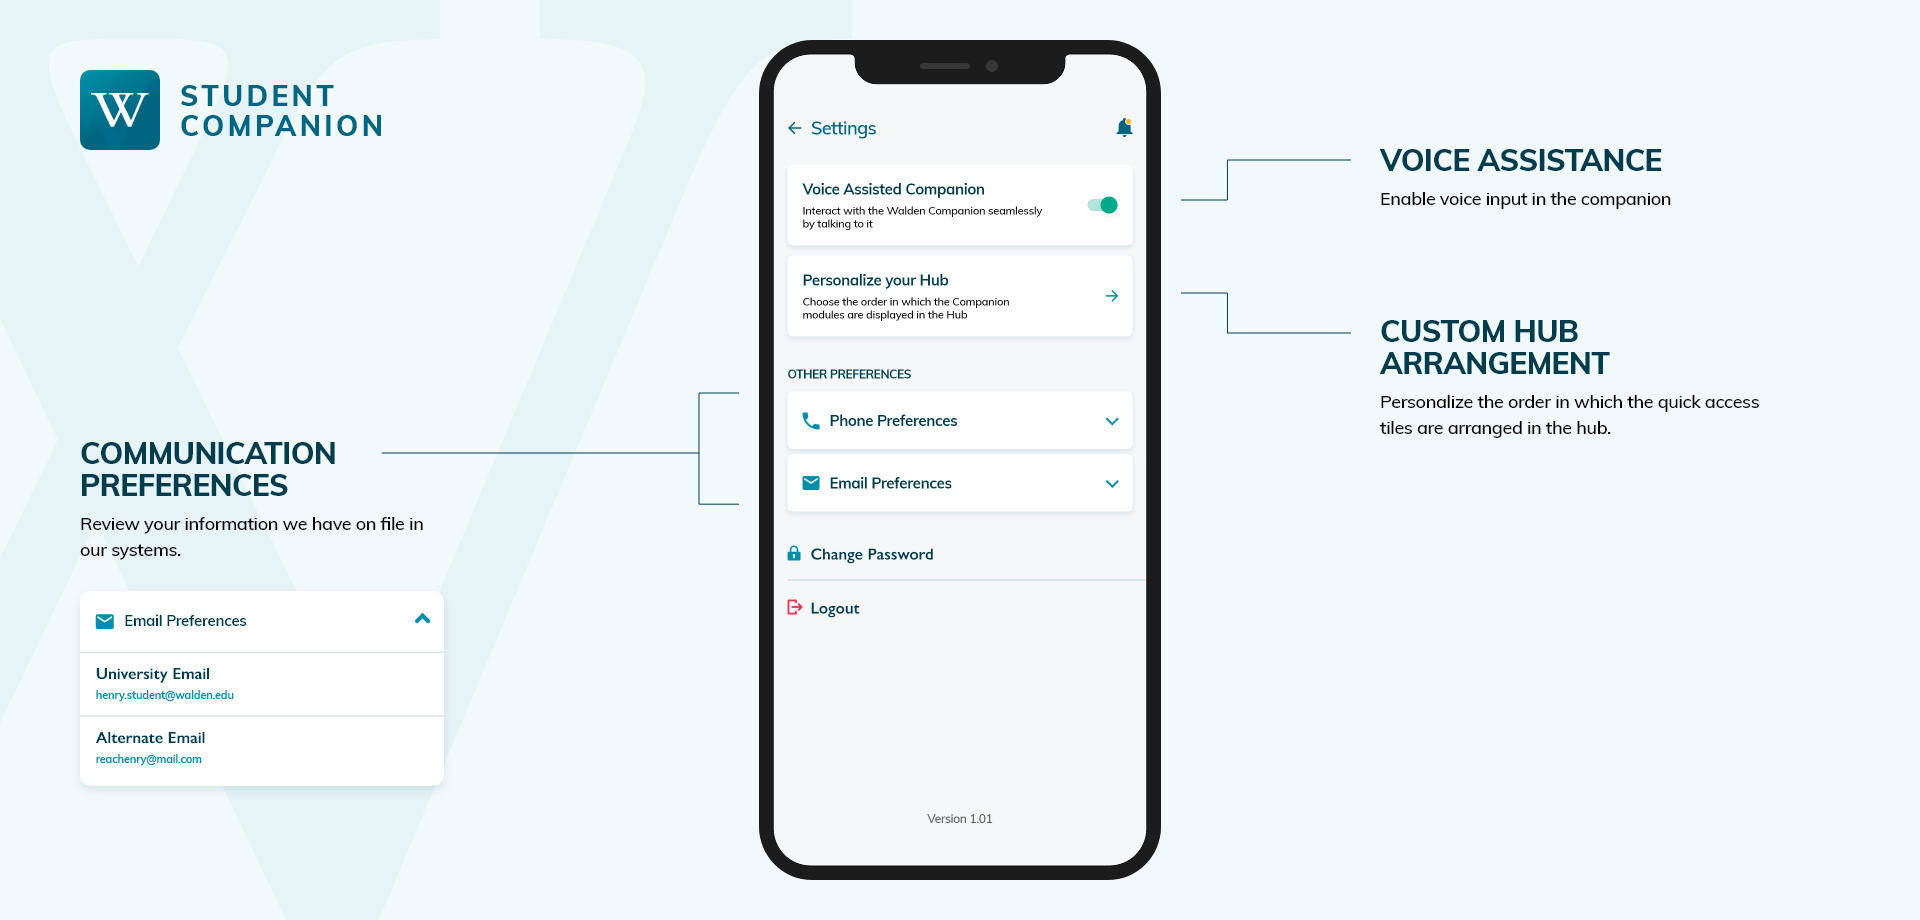 W
STUDENT
COMPANION
COMMUNICATION
PREFERENCES
Review your information we have on file in
our systems.
Email Preferences
University Email
henry.student@walden.edu
Alternate Email
reachenry@mail.com
Settings
Voice Assisted Companion
Interact with the Walden Companion seamlessly
by talking to it
Personalize your Hub
Choose the order in which the Companion
modules are displayed in the Hub
OTHER PREFERENCES
Phone Preferences
Email Preferences
Change Password
Logout
Version 1.01
VOICE ASSISTANCE
Enable voice input in the companion
CUSTOM HUB
ARRANGEMENT
Personalize the order in which the quick access
tiles are arranged in the hub.